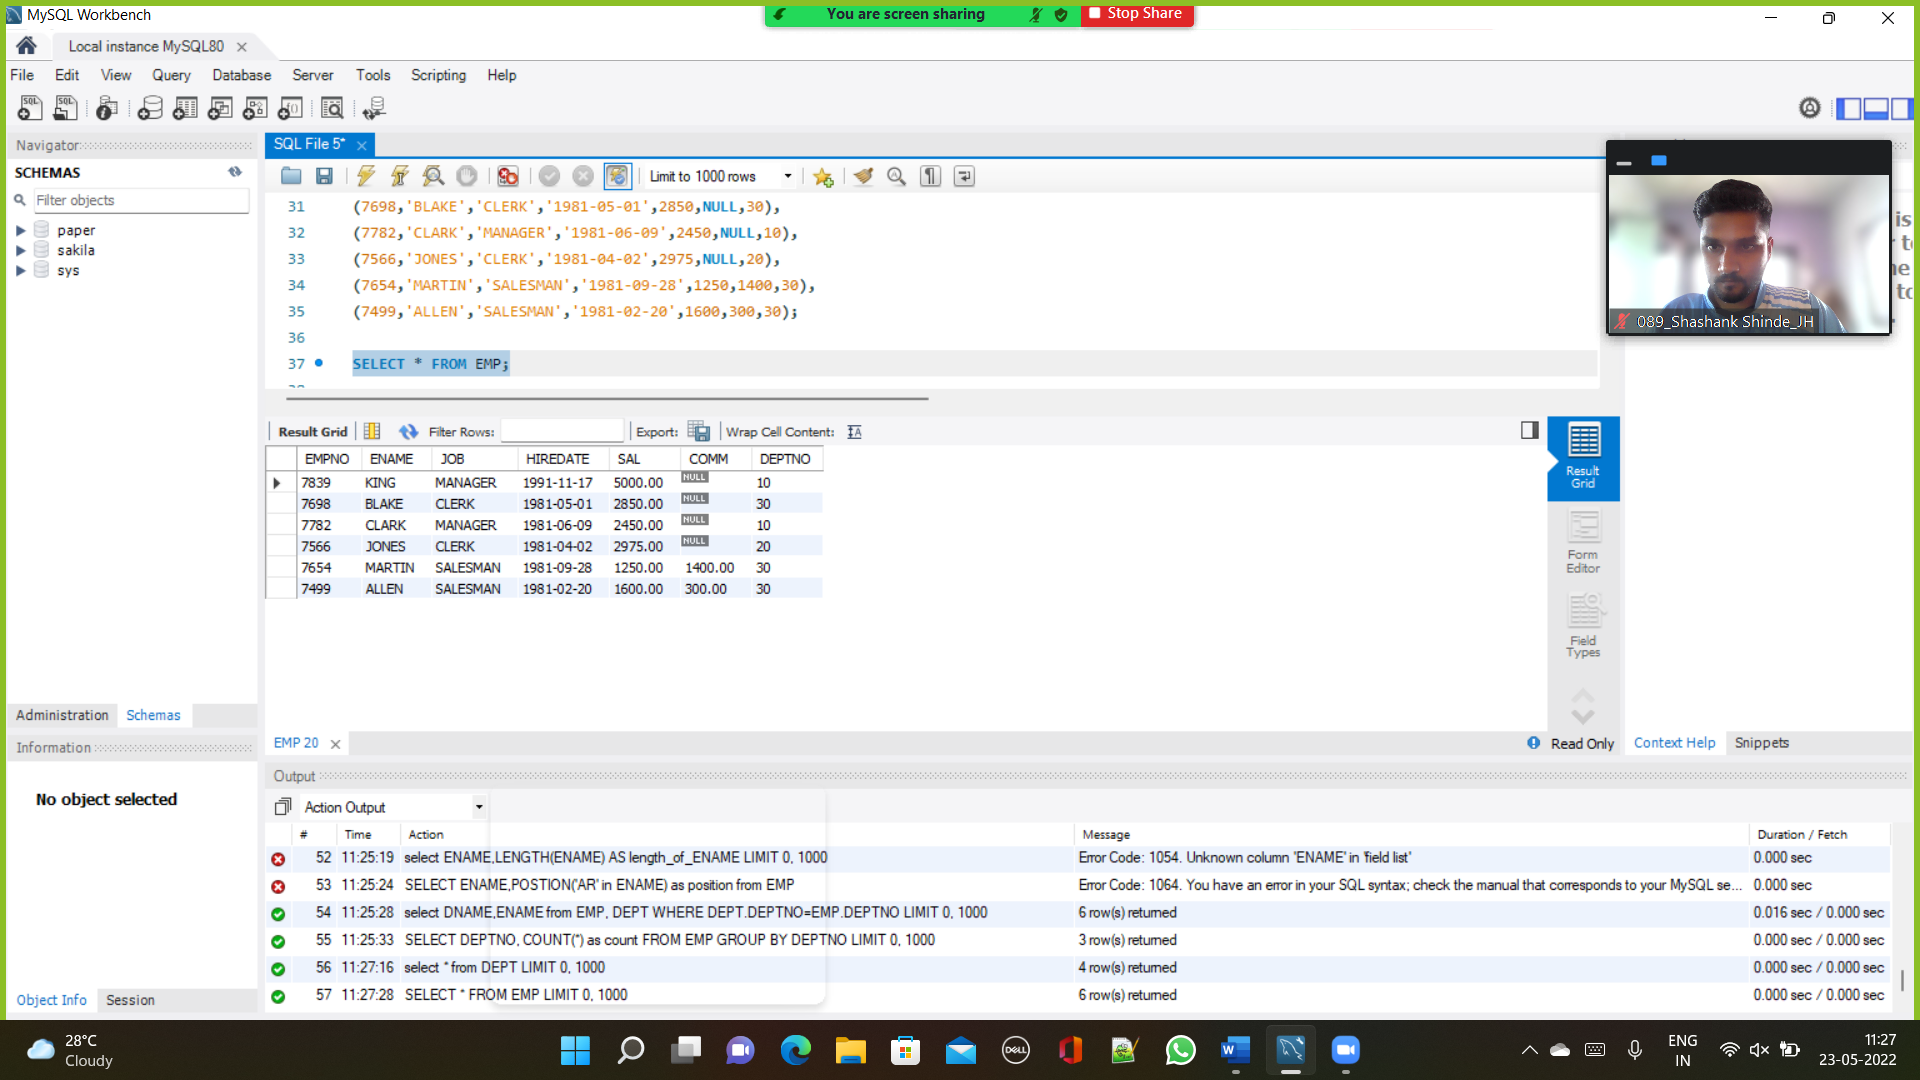 MySQL Workbench
You are screen sharing
Stop Share
Local instance MySQL80
File Edit View Query Database Server Tools Scripting Help
Navigator
SCHEMAS
Filter objects
paper
sakila
sys
SQL File 5*
Limit to 1000 rows
31 (7698,'BLAKE','CLERK','1981-05-01',2850,NULL,30),
32 (7782,'CLARK','MANAGER','1981-06-09',2450,NULL,10),
33 (7566,'JONES','CLERK','1981-04-02',2975,NULL,20),
34 (7654,'MARTIN','SALESMAN','1981-09-28',1250,1400,30),
35 (7499,'ALLEN','SALESMAN','1981-02-20',1600,300,30);
36
37 SELECT * FROM EMP;
089_Shashank Shinde_JH
Result Grid Filter Rows: Export: Wrap Cell Content:
EMPNO ENAME JOB HIREDATE SAL COMM DEPTNO
7839 KING MANAGER 1991-11-17 5000.00 NULL 10
7698 BLAKE CLERK 1981-05-01 2850.00 NULL 30
7782 CLARK MANAGER 1981-06-09 2450.00 NULL 10
7566 JONES CLERK 1981-04-02 2975.00 NULL 20
7654 MARTIN SALESMAN 1981-09-28 1250.00 1400.00 30
7499 ALLEN SALESMAN 1981-02-20 1600.00 300.00 30
Result
Grid
Form
Editor
Field
Types
Administration Schemas
Information
No object selected
Object Info Session
EMP 20
Read Only
Context Help Snippets
Output
Action Output
# Time Action Message Duration / Fetch
52 11:25:19 select ENAME,LENGTH(ENAME) AS length_of_ENAME LIMIT 0, 1000 Error Code: 1054. Unknown column 'ENAME' in 'field list' 0.000 sec
53 11:25:24 SELECT ENAME,POSTION('AR' in ENAME) as position from EMP Error Code: 1064. You have an error in your SQL syntax; check the manual that corresponds to your MySQL se... 0.000 sec
54 11:25:28 select DNAME,ENAME from EMP, DEPT WHERE DEPT.DEPTNO=EMP.DEPTNO LIMIT 0, 1000 6 row(s) returned 0.016 sec / 0.000 sec
55 11:25:33 SELECT DEPTNO, COUNT(*) as count FROM EMP GROUP BY DEPTNO LIMIT 0, 1000 3 row(s) returned 0.000 sec / 0.000 sec
56 11:27:16 select * from DEPT LIMIT 0, 1000 4 row(s) returned 0.000 sec / 0.000 sec
57 11:27:28 SELECT * FROM EMP LIMIT 0, 1000 6 row(s) returned 0.000 sec / 0.000 sec
28°C
Cloudy
ENG
IN
11:27
23-05-2022